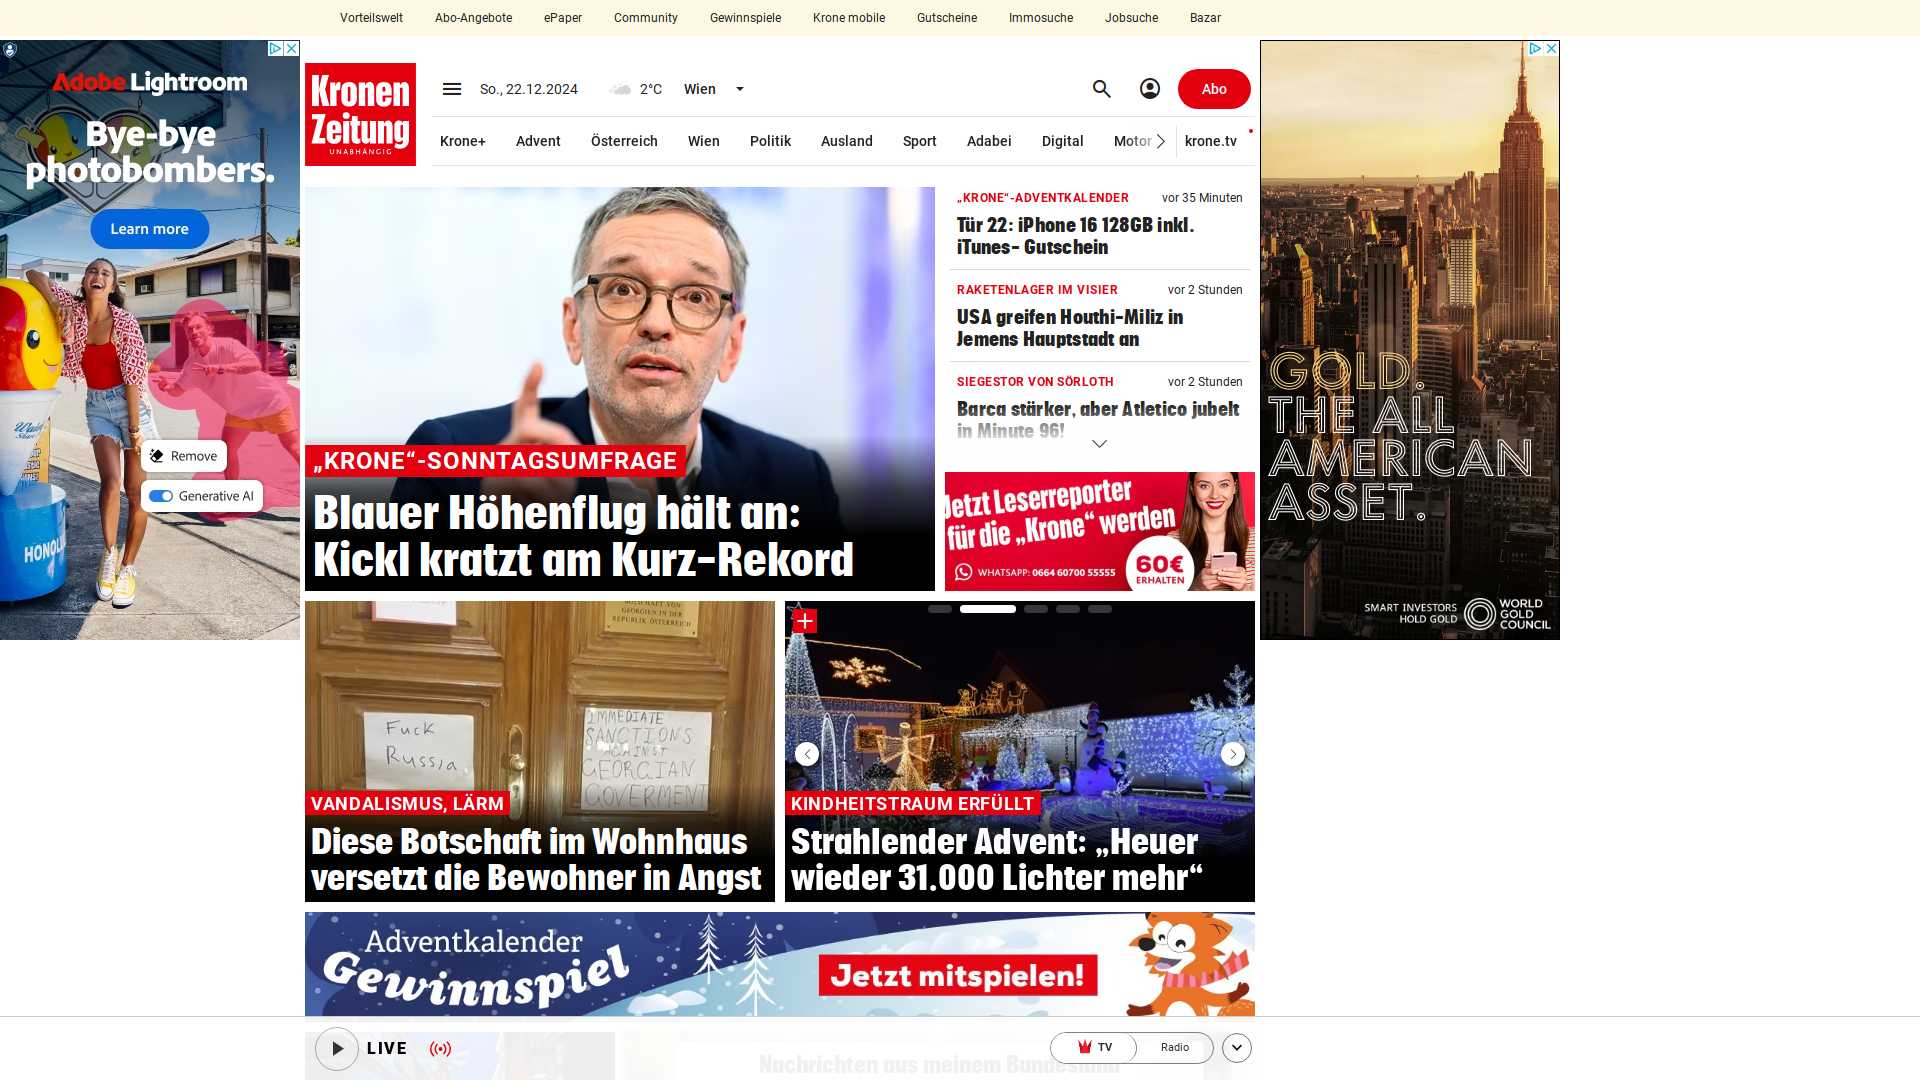 Vorteilswelt Abo-Angebote ePaper Community Gewinnspiele Krone mobile Gutscheine Immosuche Jobsuche Bazar
Adobe Lightroom
Bye-bye
photobombers.
Learn more
Remove
Generative AI
HONOL
Kronen
Zeitung
UNABHÄNGIG
So., 22.12.2024 2°C Wien
Abo
Krone+ Advent Österreich Wien Politik Ausland Sport Adabei Digital Motor krone.tv
„KRONE“-SONNTAGSUMFRAGE
Blauer Höhenflug hält an:
Kickl kratzt am Kurz-Rekord
„KRONE“-ADVENTKALENDER vor 35 Minuten
Tür 22: iPhone 16 128GB inkl.
iTunes- Gutschein
RAKETENLAGER IM VISIER vor 2 Stunden
USA greifen Houthi-Miliz in
Jemens Hauptstadt an
SIEGESTOR VON SÖRLOTH vor 2 Stunden
Barca stärker, aber Atletico jubelt
in Minute 96!
Jetzt Leserreporter
für die „Krone“ werden
WHATSAPP: 0664 60700 55555
60€
ERHALTEN
GOLD.
THE ALL
AMERICAN
ASSET.
SMART INVESTORS
HOLD GOLD
WORLD
GOLD
COUNCIL
GEORGIEN IN DER
REPUBLIK ÖSTERREICH
Fuck
Russia
IMMEDIATE
SANCTIONS
AGAINST
GEORGIAN
GOVERMENT
VANDALISMUS, LÄRM
Diese Botschaft im Wohnhaus
versetzt die Bewohner in Angst
KINDHEITSTRAUM ERFÜLLT
Strahlender Advent: „Heuer
wieder 31.000 Lichter mehr“
Adventkalender
Gewinnspiel
Jetzt mitspielen!
LIVE
TV
Radio
Nachrichten aus meinem Bundesland